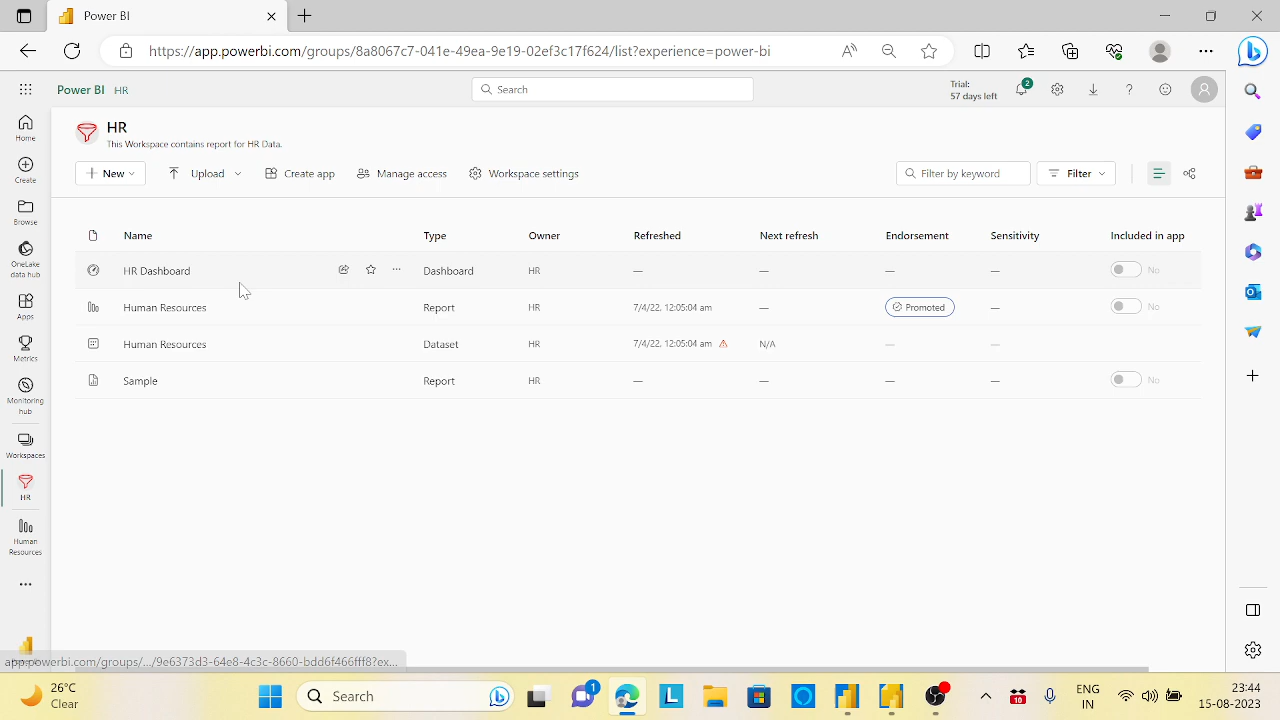 Power BI
https://app.powerbi.com/groups/8a8067c7-041e-49ea-9e19-02ef3c17f624/list?experience=power-bi
Power BI HR
Search
Trial:
57 days left
2
Home
Create
Browse
OneLake
data hub
Apps
Metrics
Monitoring
hub
Workspaces
HR
Human
Resources
HR
This Workspace contains report for HR Data.
New
Upload
Create app
Manage access
Workspace settings
Filter by keyword
Filter
Name Type Owner Refreshed Next refresh Endorsement Sensitivity Included in app
HR Dashboard Dashboard HR — — — — No
Human Resources Report HR 7/4/22, 12:05:04 am — Promoted — No
Human Resources Dataset HR 7/4/22, 12:05:04 am N/A — —
Sample Report HR — — — — No
app.powerbi.com/groups/.../9e6373d3-64e8-4c3c-8660-bdd6f466fff8?ex...
26°C
Clear
Search
1
L
10
ENG
IN
23:44
15-08-2023